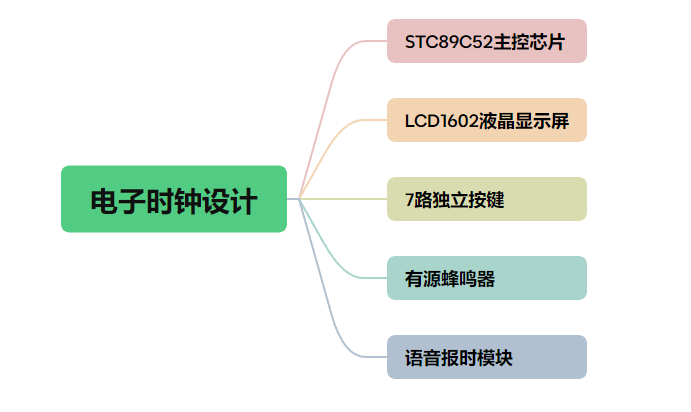 STC89C52主控芯片
LCD1602液晶显示屏
电子时钟设计
7路独立按键
有源蜂鸣器
语音报时模块